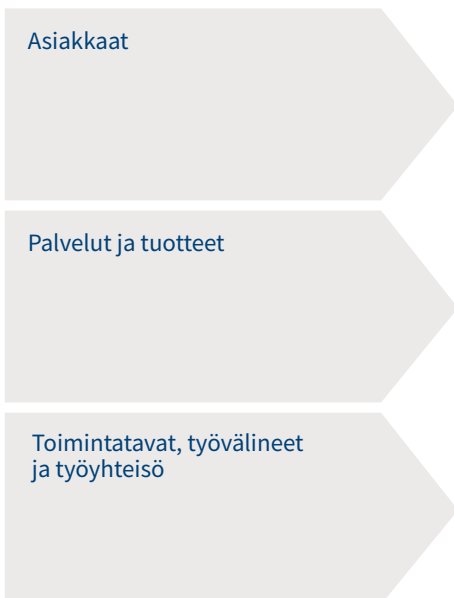 Asiakkaat
Palvelut ja tuotteet
Toimintatavat, työvälineet
ja työyhteisö